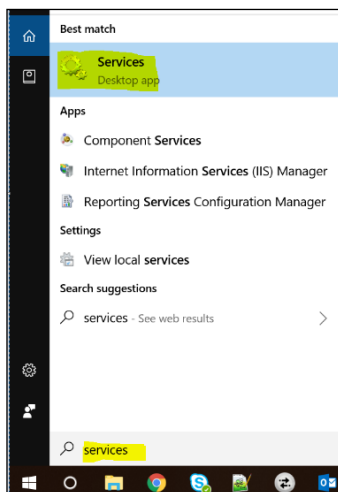 Best match
Services
Desktop app
Apps
Component Services
Internet Information Services (IIS) Manager
Reporting Services Configuration Manager
Settings
View local services
Search suggestions
services - See web results
services